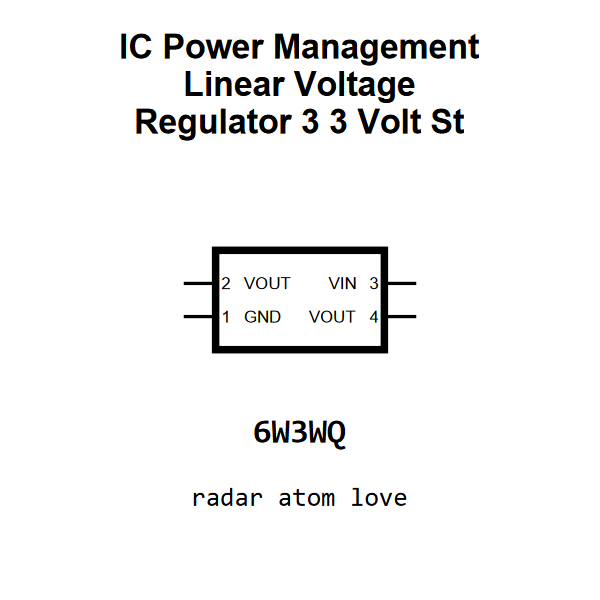 IC Power Management
Linear Voltage
Regulator 3 3 Volt St
2 VOUT VIN 3
1 GND VOUT 4
6W3WQ
radar atom love